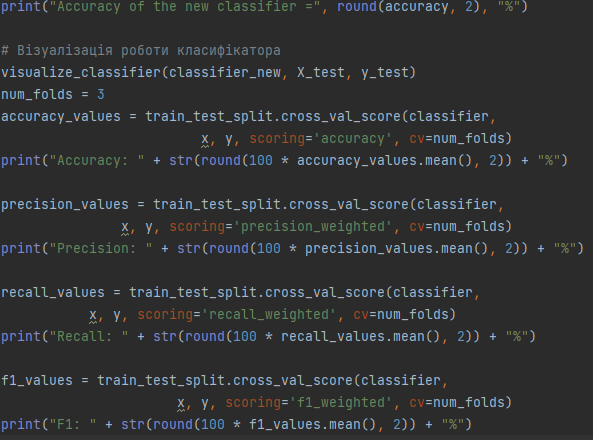 print("Accuracy of the new classifier =", round(accuracy, 2), "%")
# Візуалізація роботи класифікатора
visualize_classifier(classifier_new, X_test, y_test)
num_folds = 3
accuracy_values = train_test_split.cross_val_score(classifier,
x, y, scoring='accuracy', cv=num_folds)
print("Accuracy: " + str(round(100 * accuracy_values.mean(), 2)) + "%")
precision_values = train_test_split.cross_val_score(classifier,
x, y, scoring='precision_weighted', cv=num_folds)
print("Precision: " + str(round(100 * precision_values.mean(), 2)) + "%")
recall_values = train_test_split.cross_val_score(classifier,
x, y, scoring='recall_weighted', cv=num_folds)
print("Recall: " + str(round(100 * recall_values.mean(), 2)) + "%")
f1_values = train_test_split.cross_val_score(classifier,
x, y, scoring='f1_weighted', cv=num_folds)
print("F1: " + str(round(100 * f1_values.mean(), 2)) + "%")